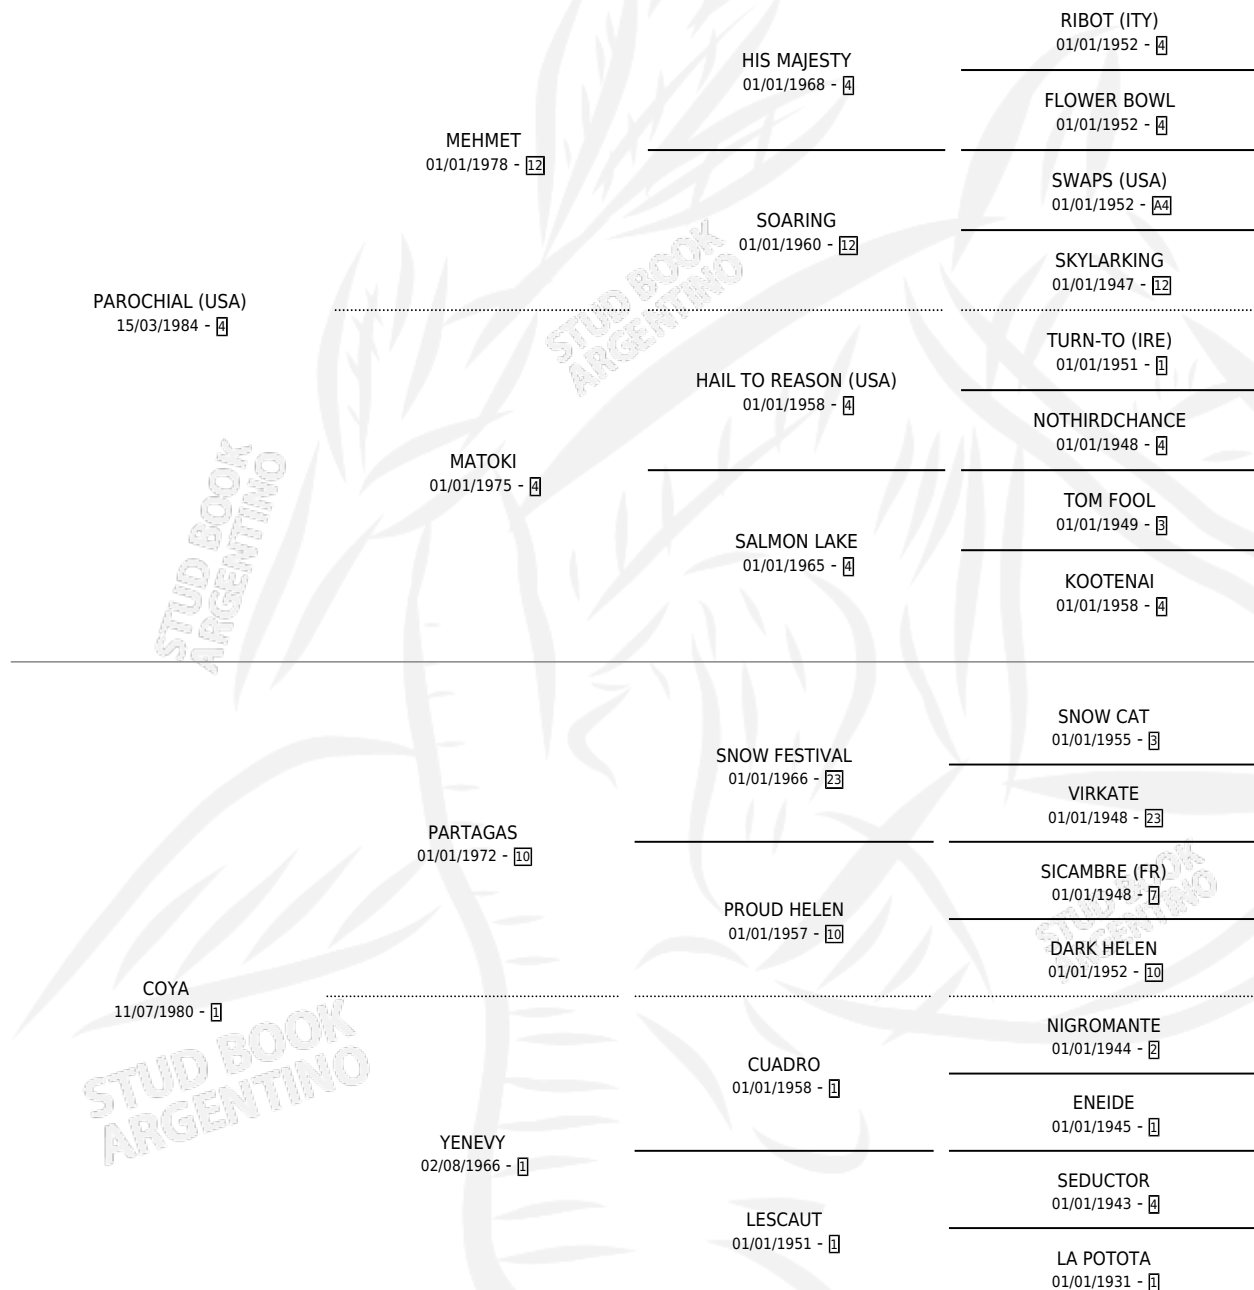 RIBOT (ITY)
01/01/1952 - 4
HIS MAJESTY
01/01/1968 - 4
FLOWER BOWL
01/01/1952 - 4
MEHMET
01/01/1978 - 12
SWAPS (USA)
01/01/1952 - A4
SOARING
01/01/1960 - 12
SKYLARKING
01/01/1947 - 12
PAROCHIAL (USA)
15/03/1984 - 4
TURN-TO (IRE)
01/01/1951 - 1
HAIL TO REASON (USA)
01/01/1958 - 4
NOTHIRDCHANCE
01/01/1948 - 4
MATOKI
01/01/1975 - 4
TOM FOOL
01/01/1949 - 3
SALMON LAKE
01/01/1965 - 4
KOOTENAI
01/01/1958 - 4
STUD BOOK
ARGENTINO
STUD BOOK
ARGENTINO
SNOW CAT
01/01/1955 - 3
SNOW FESTIVAL
01/01/1966 - 23
VIRKATE
01/01/1948 - 23
PARTAGAS
01/01/1972 - 10
SICAMBRE (FR)
01/01/1948 - 7
PROUD HELEN
01/01/1957 - 10
DARK HELEN
01/01/1952 - 10
STUD BOOK
ARGENTINO
COYA
11/07/1980 - 1
NIGROMANTE
01/01/1944 - 2
CUADRO
01/01/1958 - 1
ENEIDE
01/01/1945 - 1
STUD BOOK
ARGENTINO
YENEVY
02/08/1966 - 1
SEDUCTOR
01/01/1943 - 4
LESCAUT
01/01/1951 - 1
LA POTOTA
01/01/1931 - 1